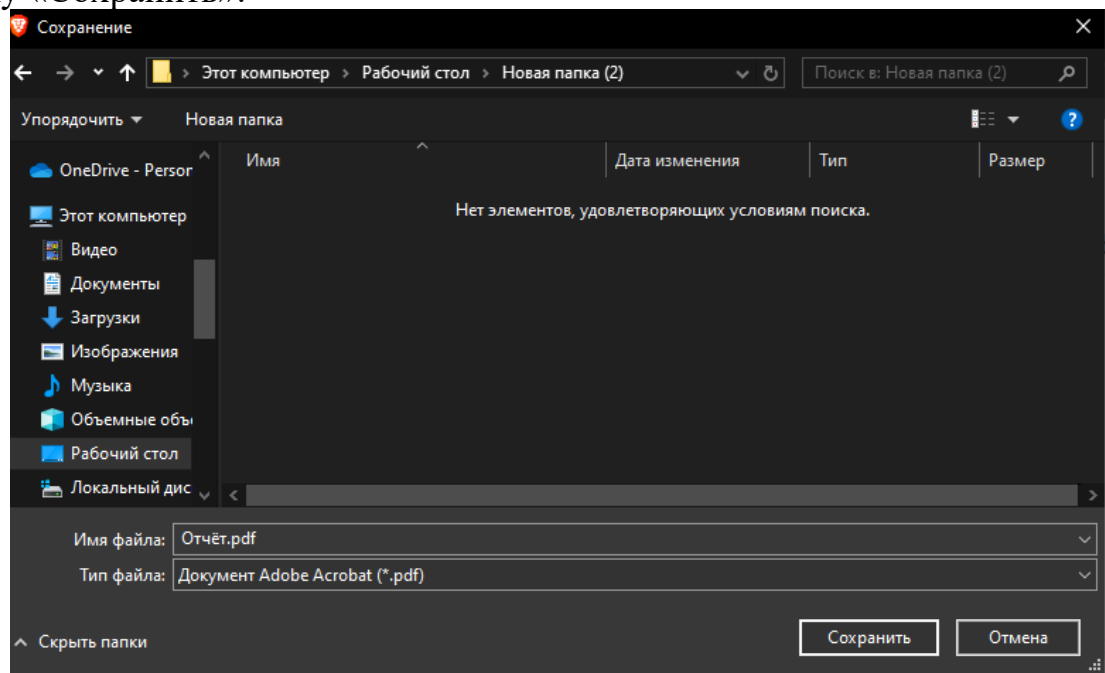 у «Сохранить».
Сохранение
Этот компьютер > Рабочий стол > Новая папка (2)
Поиск в: Новая папка (2)
Упорядочить
Новая папка
?
Имя
Дата изменения
Тип
Размер
OneDrive - Person
Этот компьютер
Видео
Документы
Загрузки
Изображения
Музыка
Объемные объ
Рабочий стол
Локальный дис
Нет элементов, удовлетворяющих условиям поиска.
Имя файла: Отчёт.pdf
Тип файла: Документ Adobe Acrobat (*.pdf)
Скрыть папки
Сохранить
Отмена